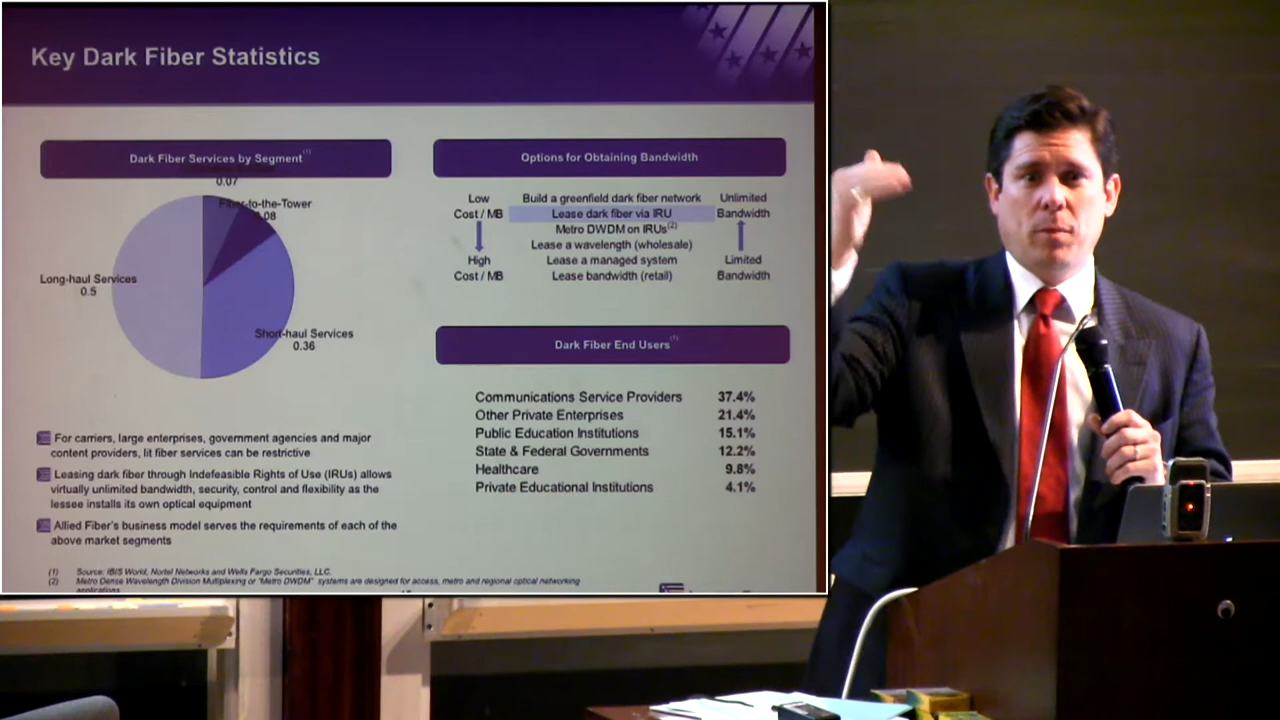 Key Dark Fiber Statistics
Dark Fiber Services by Segment(1)
0.07
Fiber-to-the-Tower
0.08
Long-haul Services
0.5
Short-haul Services
0.36
For carriers, large enterprises, government agencies and major
content providers, lit fiber services can be restrictive
Leasing dark fiber through Indefeasible Rights of Use (IRUs) allows
virtually unlimited bandwidth, security, control and flexibility as the
lessee installs its own optical equipment
Allied Fiber's business model serves the requirements of each of the
above market segments
Options for Obtaining Bandwidth
Low Build a greenfield dark fiber network Unlimited
Cost / MB Lease dark fiber via IRU Bandwidth
Metro DWDM on IRUs(2)
Lease a wavelength (wholesale)
High Lease a managed system Limited
Cost / MB Lease bandwidth (retail) Bandwidth
Dark Fiber End Users(1)
Communications Service Providers 37.4%
Other Private Enterprises 21.4%
Public Education Institutions 15.1%
State & Federal Governments 12.2%
Healthcare 9.8%
Private Educational Institutions 4.1%
(1) Source: IBIS World, Nortel Networks and Wells Fargo Securities, LLC.
(2) Metro Dense Wavelength Division Multiplexing or "Metro DWDM" systems are designed for access, metro and regional optical networking
applications.